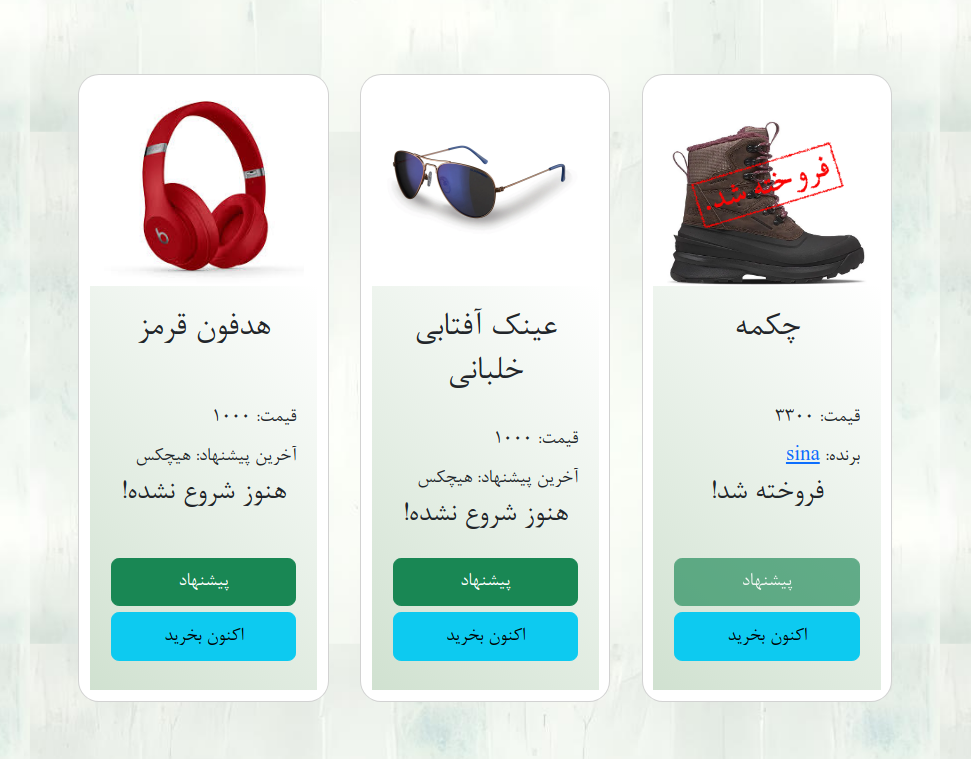 فروخته شد.
چکمه
قیمت: ۳۳۰۰
برنده: sina
فروخته شد!
پیشنهاد
اکنون بخرید
عینک آفتابی
خلبانی
قیمت: ۱۰۰۰
آخرین پیشنهاد: هیچکس
هنوز شروع نشده!
پیشنهاد
اکنون بخرید
هدفون قرمز
قیمت: ۱۰۰۰
آخرین پیشنهاد: هیچکس
هنوز شروع نشده!
پیشنهاد
اکنون بخرید